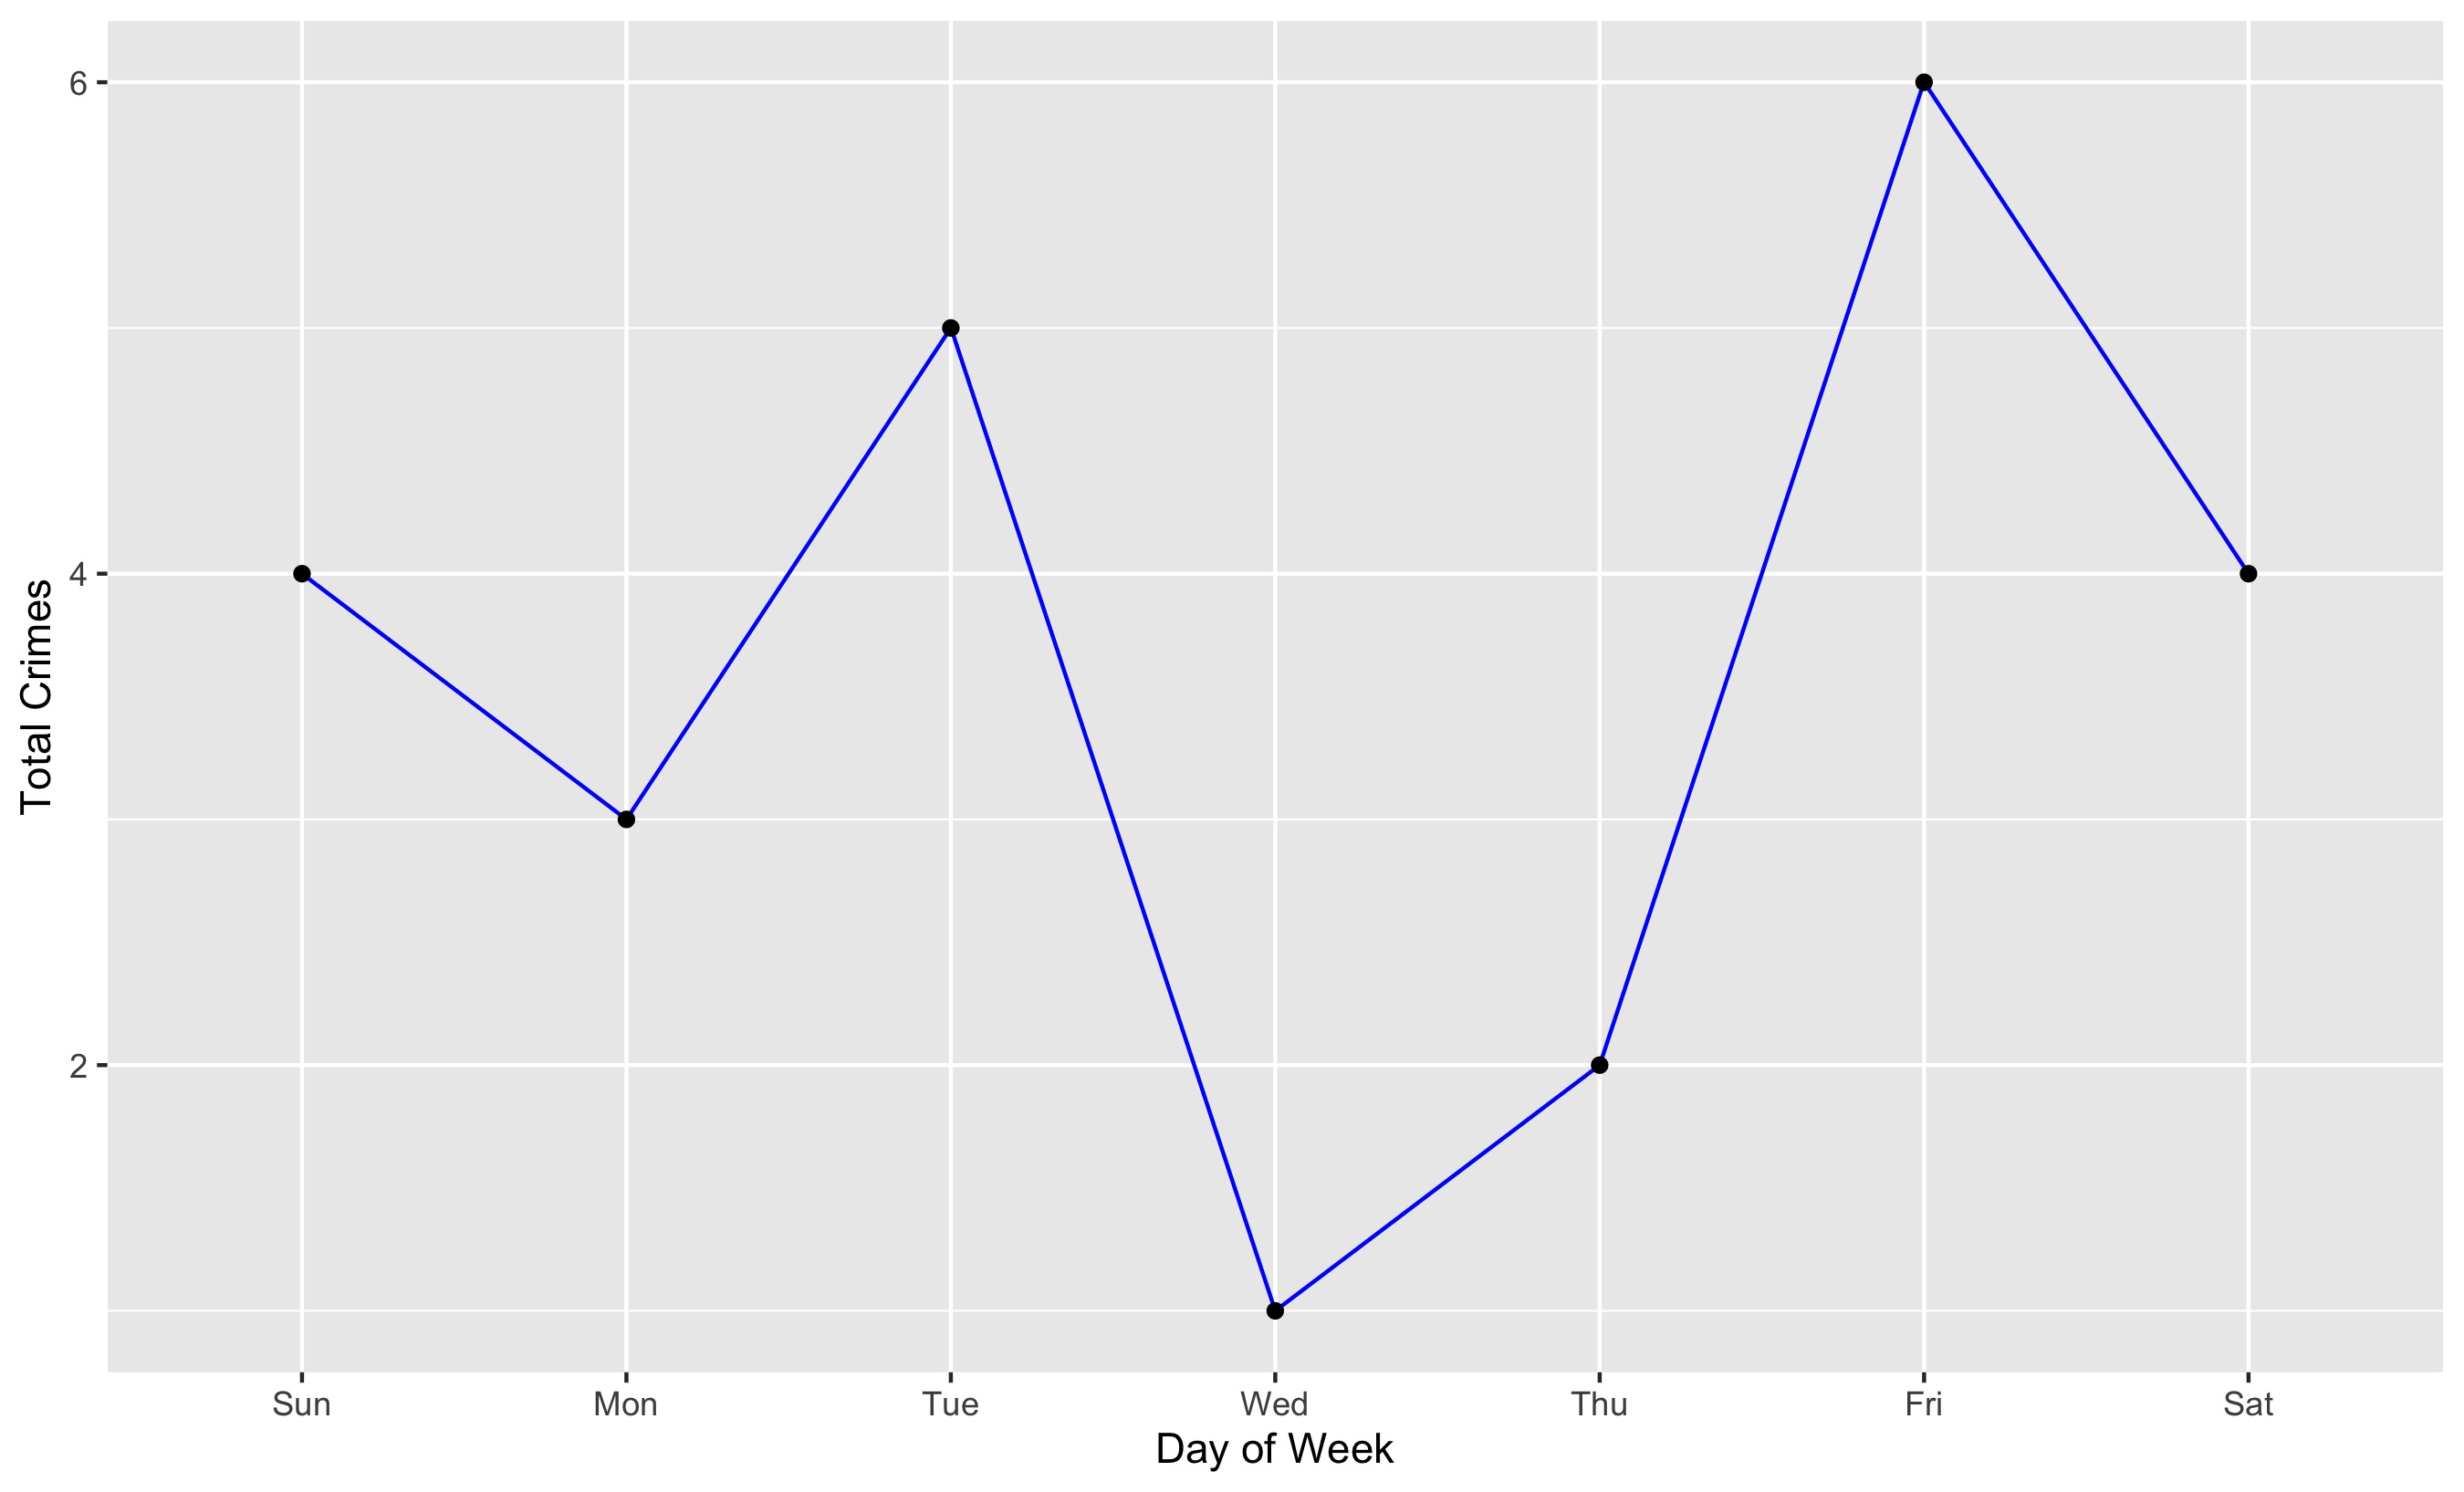 6
4
2
Total Crimes
Sun Mon Tue Wed Thu Fri Sat
Day of Week